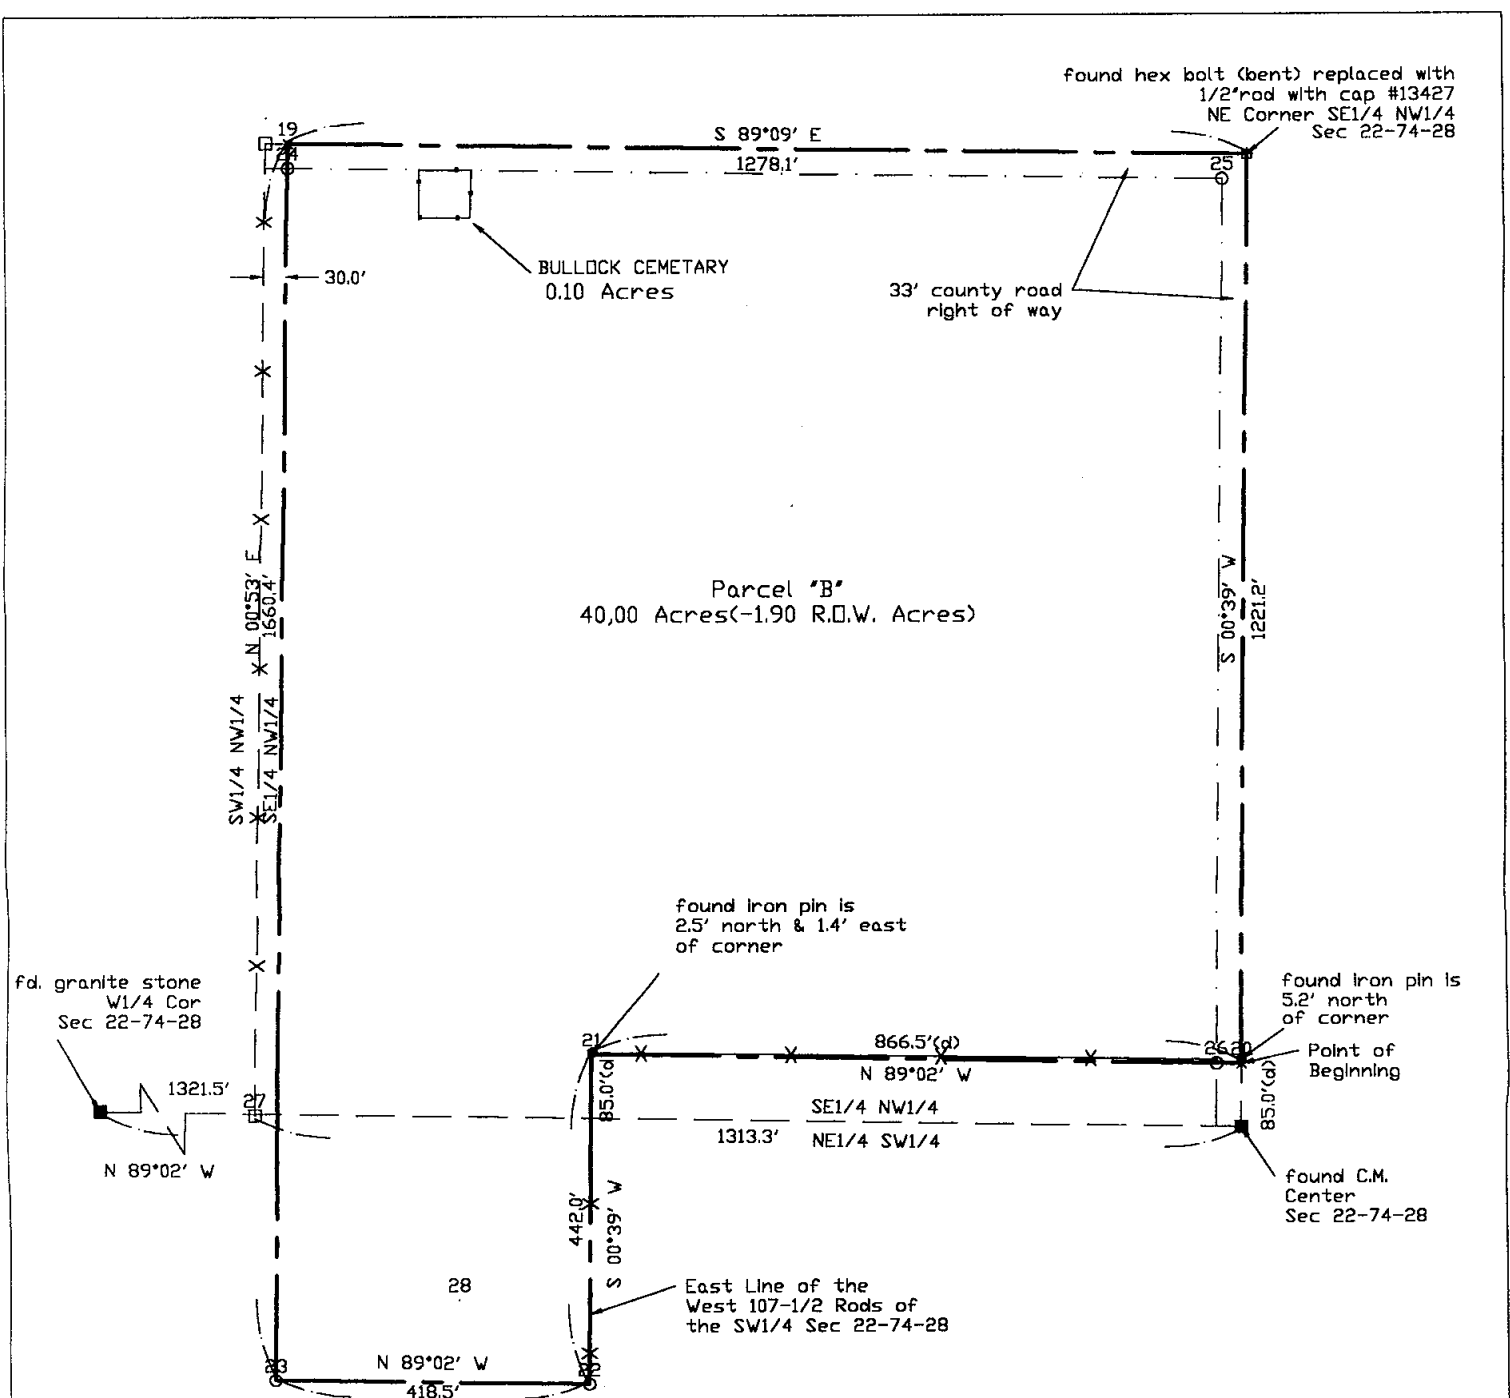 found hex bolt (bent) replaced with
1/2"rod with cap #13427
NE Corner SE1/4 NW1/4
Sec 22-74-28
19
24
S 89°09' E
1278.1'
25
30.0'
BULLOCK CEMETARY
0.10 Acres
33' county road
right of way
N 00°53' E
1660.4'
Parcel "B"
40,00 Acres(-1.90 R.O.W. Acres)
S 00°39' W
1221.2'
SW1/4 NW1/4
SE1/4 NW1/4
found iron pin is
2.5' north & 1.4' east
of corner
fd. granite stone
W1/4 Cor
Sec 22-74-28
found iron pin is
5.2' north
of corner
21
866.5'(d)
26
20
N 89°02' W
Point of
Beginning
85.0'(d)
85.0'(d)
1321.5'
27
SE1/4 NW1/4
1313.3'
NE1/4 SW1/4
N 89°02' W
found C.M.
Center
Sec 22-74-28
442.0'
S 00°39' W
28
East Line of the
West 107-1/2 Rods of
the SW1/4 Sec 22-74-28
23
N 89°02' W
418.5'